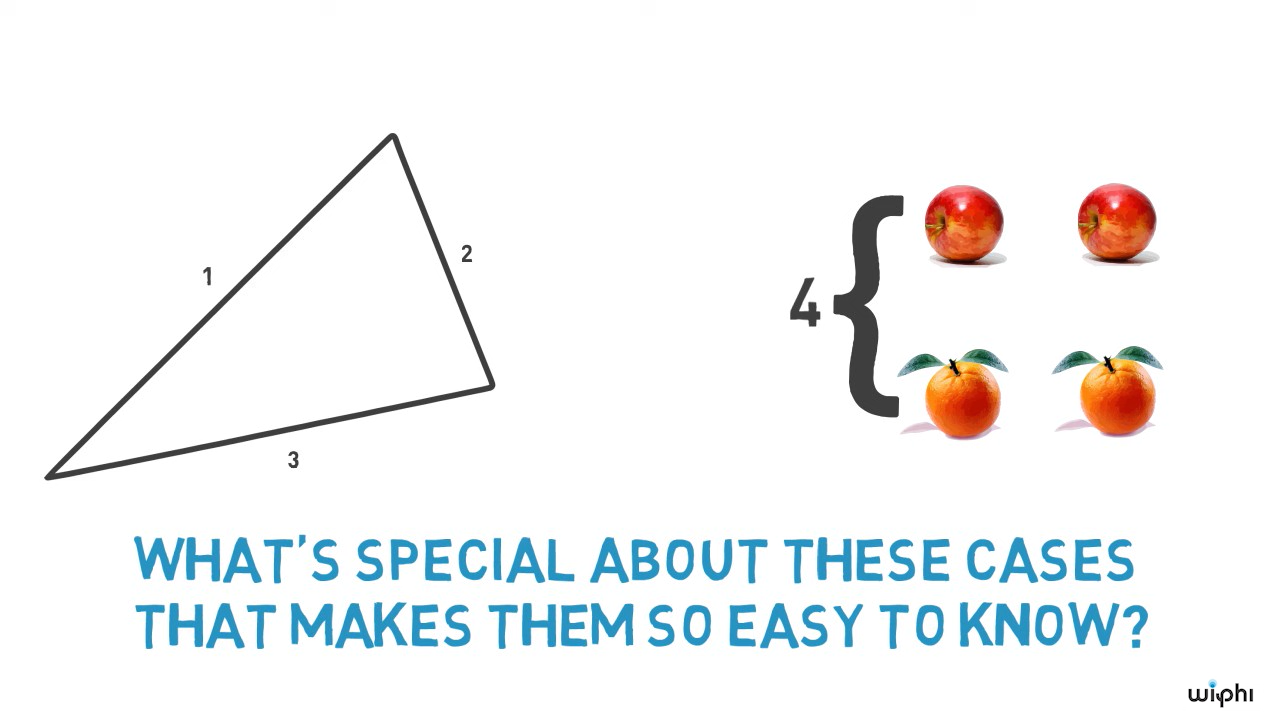 1
2
3
4
WHAT'S SPECIAL ABOUT THESE CASES
THAT MAKES THEM SO EASY TO KNOW?
wiphi